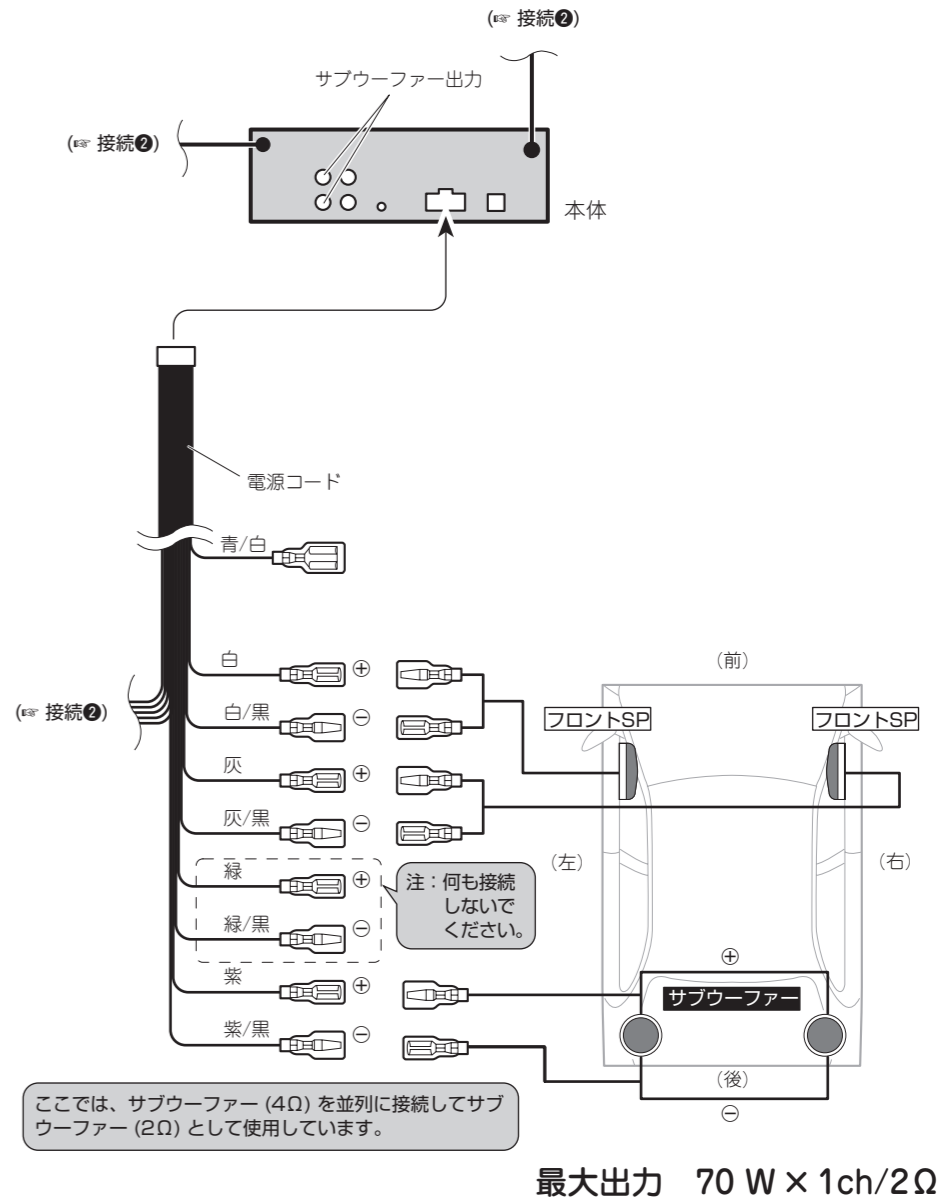 (☞ 接続❷)
サブウーファー出力
(☞ 接続❷)
本体
電源コード
青/白
白
⊕
(前)
(☞ 接続❷)
白/黒
⊖
フロントSP
フロントSP
灰
⊕
灰/黒
⊖
(左)
(右)
緑
⊕
注：何も接続
しないで
ください。
緑/黒
⊖
⊕
紫
⊕
サブウーファー
紫/黒
⊖
(後)
⊖
ここでは、サブウーファー (4Ω) を並列に接続してサブ
ウーファー (2Ω) として使用しています。
最大出力　70 W × 1ch/2Ω